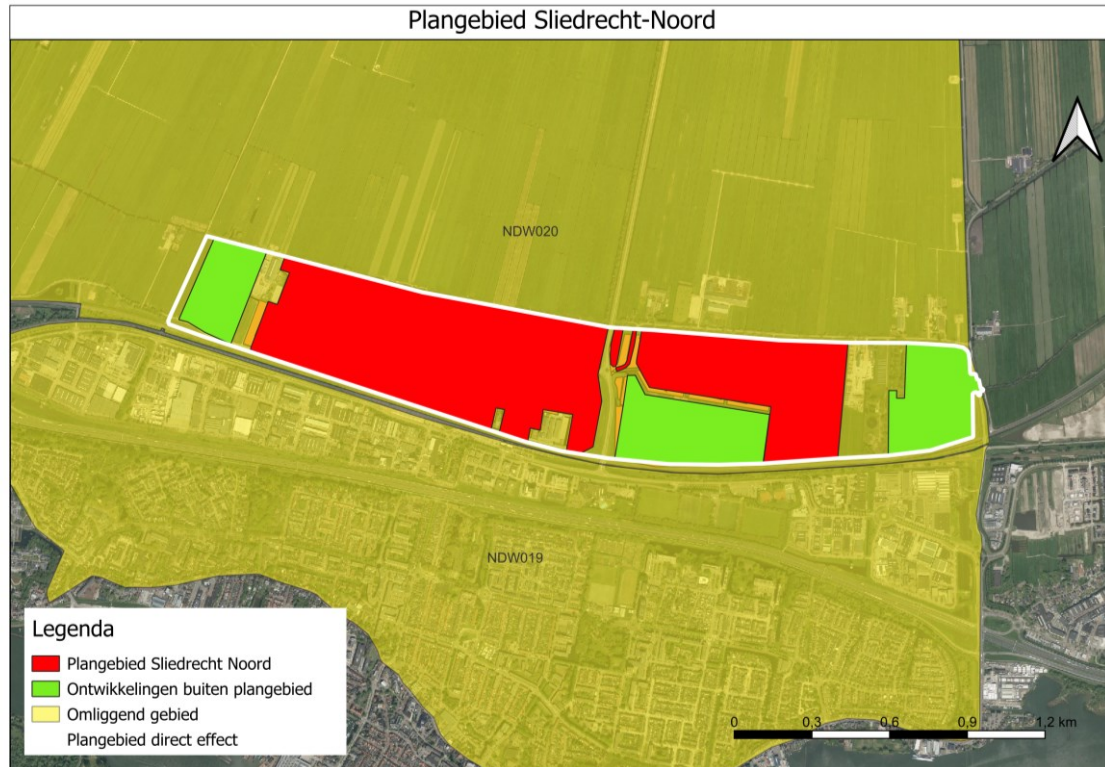 Plangebied Sliedrecht-Noord
NDW020
NDW019
Legenda
Plangebied Sliedrecht Noord
Ontwikkelingen buiten plangebied
Omliggend gebied
Plangebied direct effect
0 0,3 0,6 0,9 1,2 km